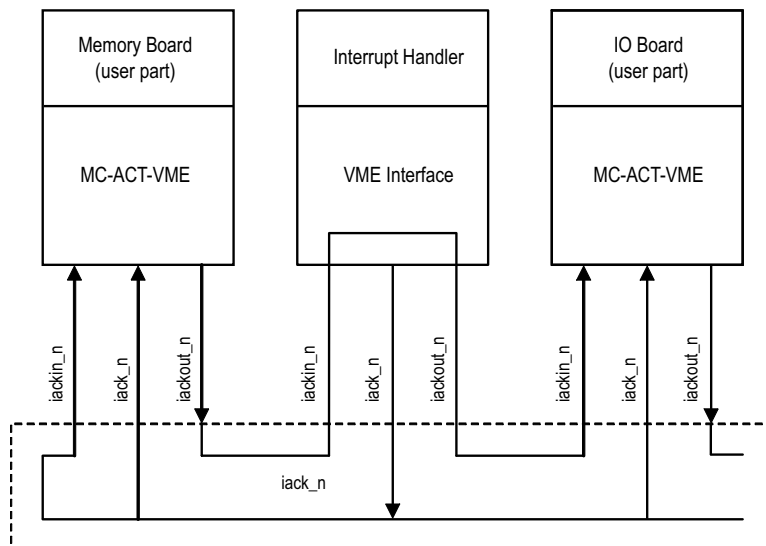 Memory Board
(user part)
Interrupt Handler
IO Board
(user part)
MC-ACT-VME
VME Interface
MC-ACT-VME
iackin_n
iack_n
iackout_n
iackin_n
iack_n
iackout_n
iackin_n
iack_n
iackout_n
iack_n